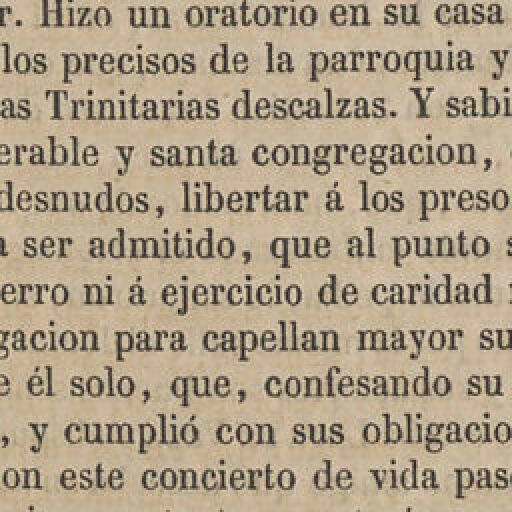 r. Hizo un oratorio en su casa
los precisos de la parroquia y
as Trinitarias descalzas. Y sabi
erable y santa congregacion,
desnudos, libertar á los preso
a ser admitido, que al punto s
erro ni á ejercicio de caridad
gacion para capellan mayor su
e él solo, que, confesando su
, y cumplió con sus obligacio
on este concierto de vida pas